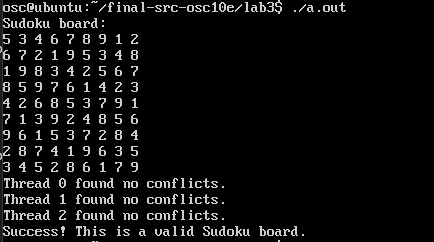 osc@ubuntu:~/final-src-osc10e/lab3$ ./a.out
Sudoku board:
5 3 4 6 7 8 9 1 2
6 7 2 1 9 5 3 4 8
1 9 8 3 4 2 5 6 7
8 5 9 7 6 1 4 2 3
4 2 6 8 5 3 7 9 1
7 1 3 9 2 4 8 5 6
9 6 1 5 3 7 2 8 4
2 8 7 4 1 9 6 3 5
3 4 5 2 8 6 1 7 9
Thread 0 found no conflicts.
Thread 1 found no conflicts.
Thread 2 found no conflicts.
Success! This is a valid Sudoku board.